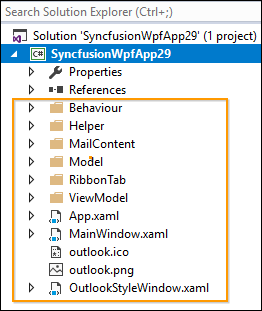 Search Solution Explorer (Ctrl+;)
Solution 'SyncfusionWpfApp29' (1 project)
C# SyncfusionWpfApp29
Properties
References
Behaviour
Helper
MailContent
Model
RibbonTab
ViewModel
App.xaml
MainWindow.xaml
outlook.ico
outlook.png
OutlookStyleWindow.xaml